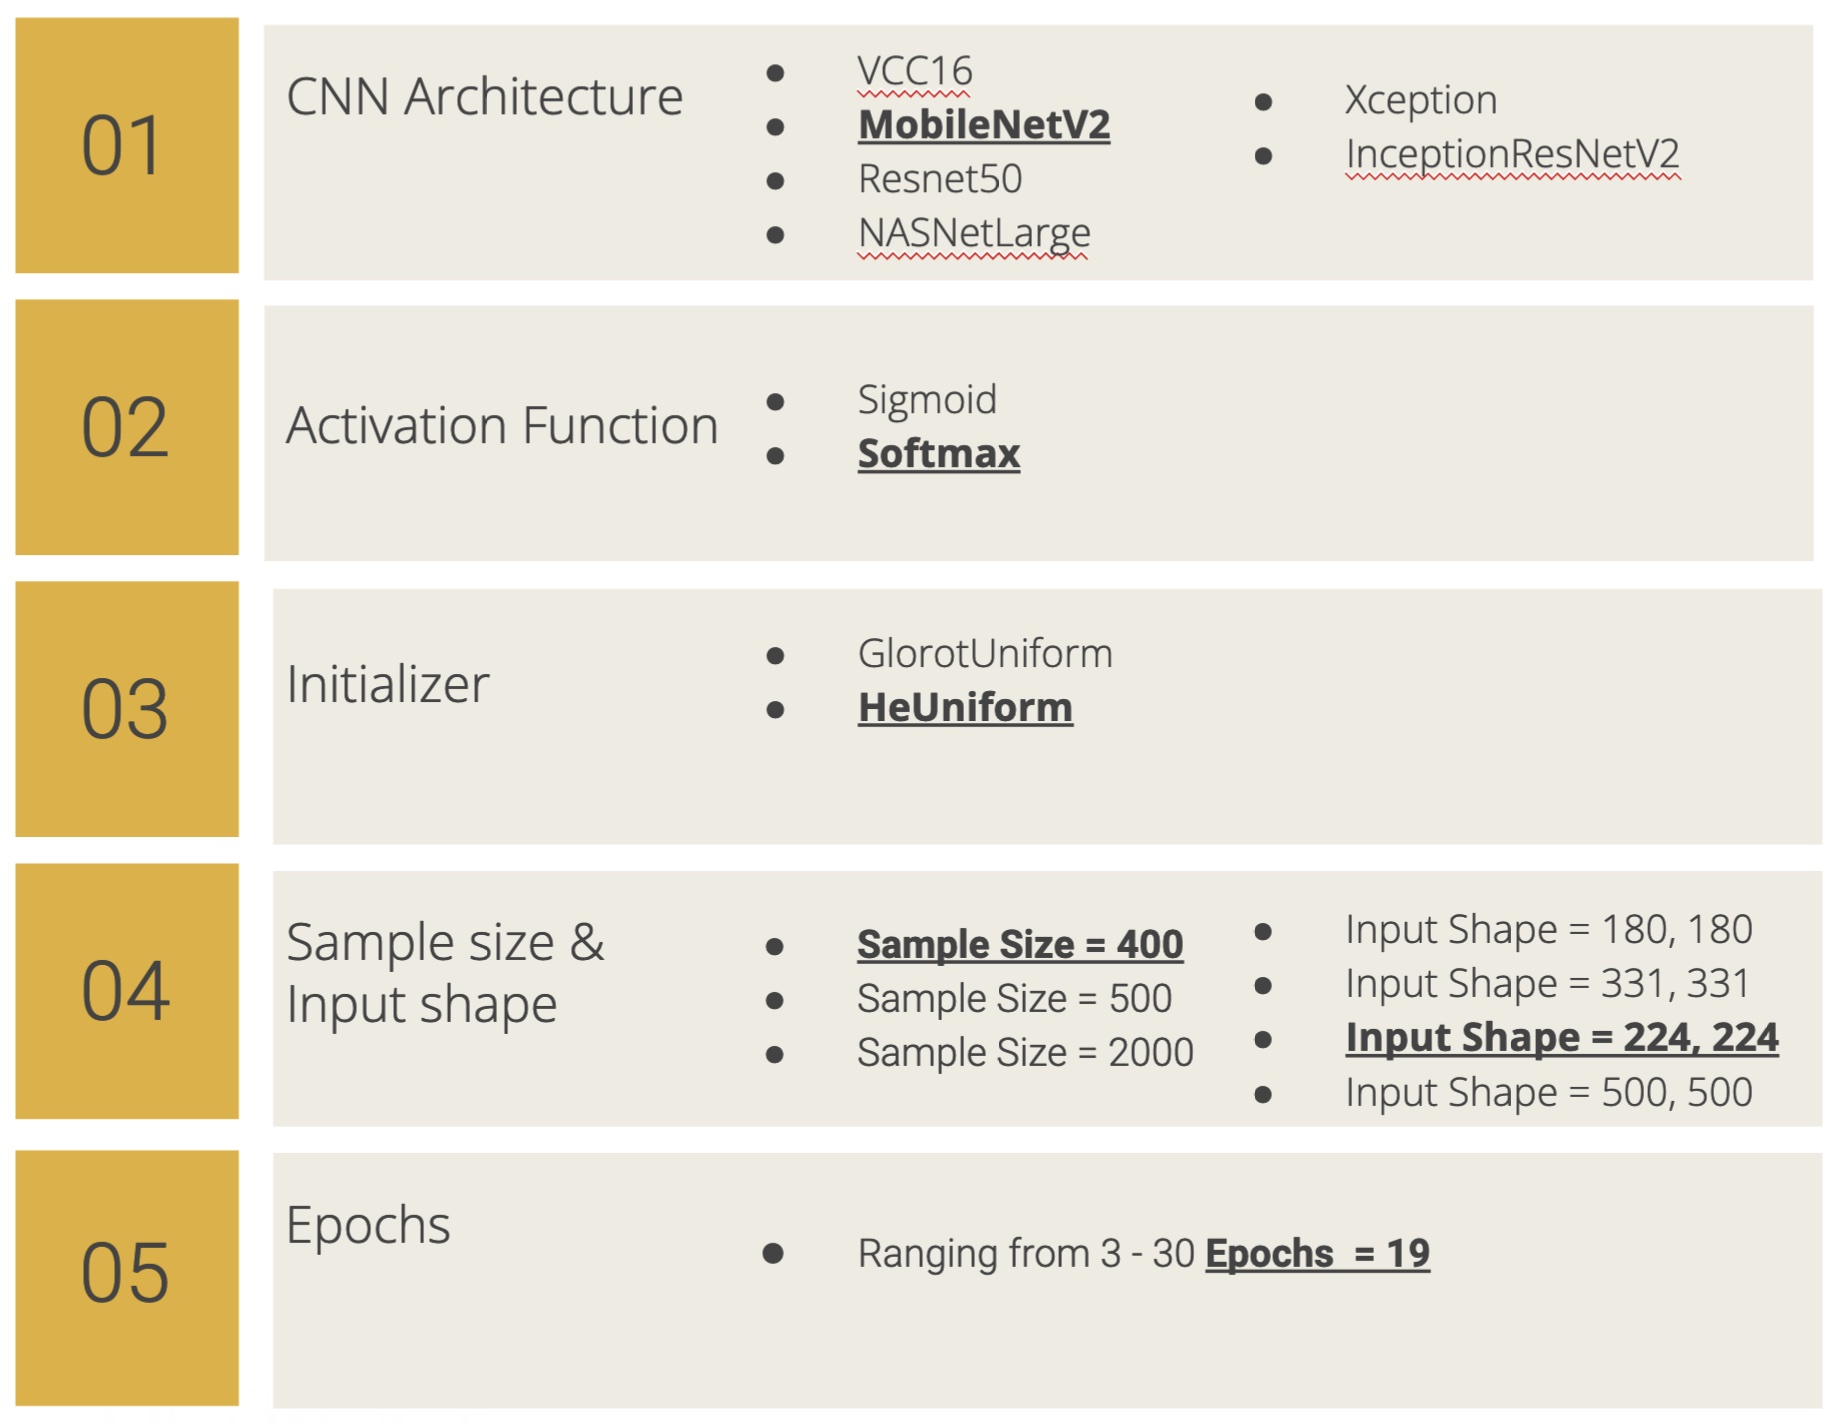 01
CNN Architecture
VCC16
MobileNetV2
Resnet50
NASNetLarge
Xception
InceptionResNetV2
02
Activation Function
Sigmoid
Softmax
03
Initializer
GlorotUniform
HeUniform
04
Sample size &
Input shape
Sample Size = 400
Sample Size = 500
Sample Size = 2000
Input Shape = 180, 180
Input Shape = 331, 331
Input Shape = 224, 224
Input Shape = 500, 500
05
Epochs
Ranging from 3 - 30 Epochs  = 19